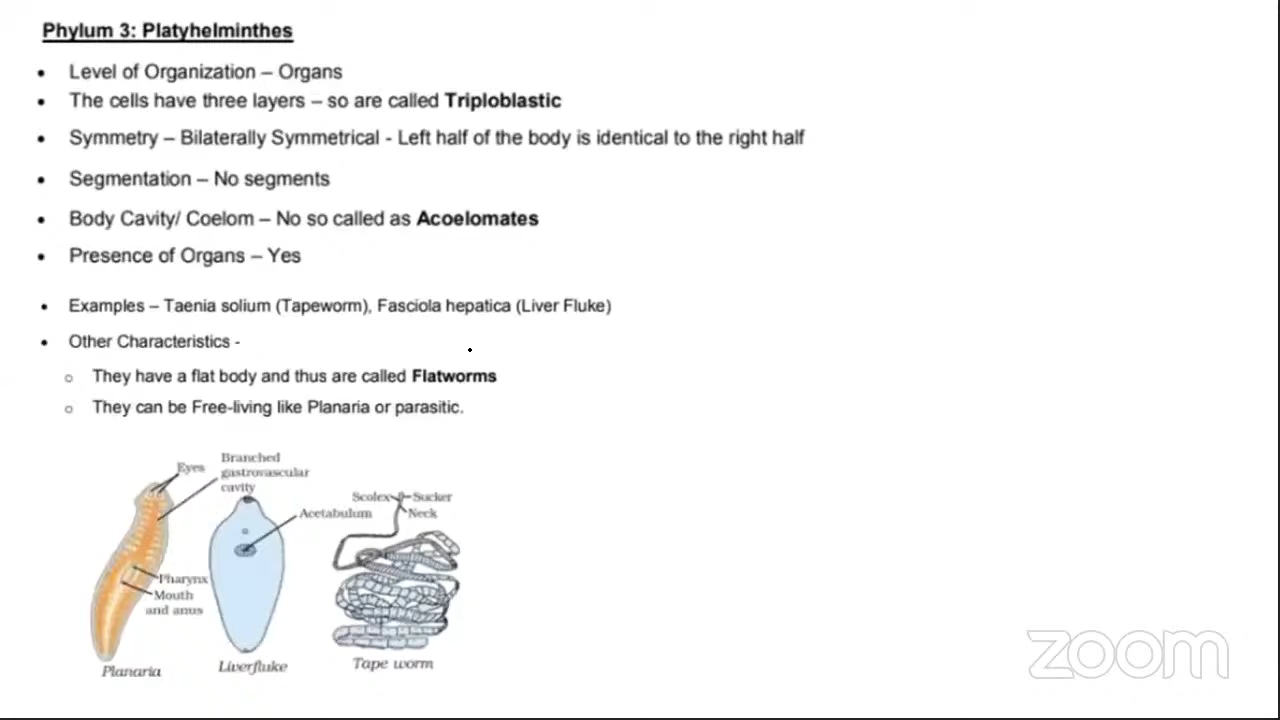 Phylum 3: Platyhelminthes
• Level of Organization – Organs
• The cells have three layers – so are called Triploblastic
• Symmetry – Bilaterally Symmetrical - Left half of the body is identical to the right half
• Segmentation – No segments
• Body Cavity/ Coelom – No so called as Acoelomates
• Presence of Organs – Yes
• Examples – Taenia solium (Tapeworm), Fasciola hepatica (Liver Fluke)
• Other Characteristics -
o They have a flat body and thus are called Flatworms
o They can be Free-living like Planaria or parasitic.
Eyes
Branched
gastrovascular
cavity
Pharynx
Mouth
and anus
Planaria
Acetabulum
Liverfluke
Scolex
Sucker
Neck
Tape worm
zoom